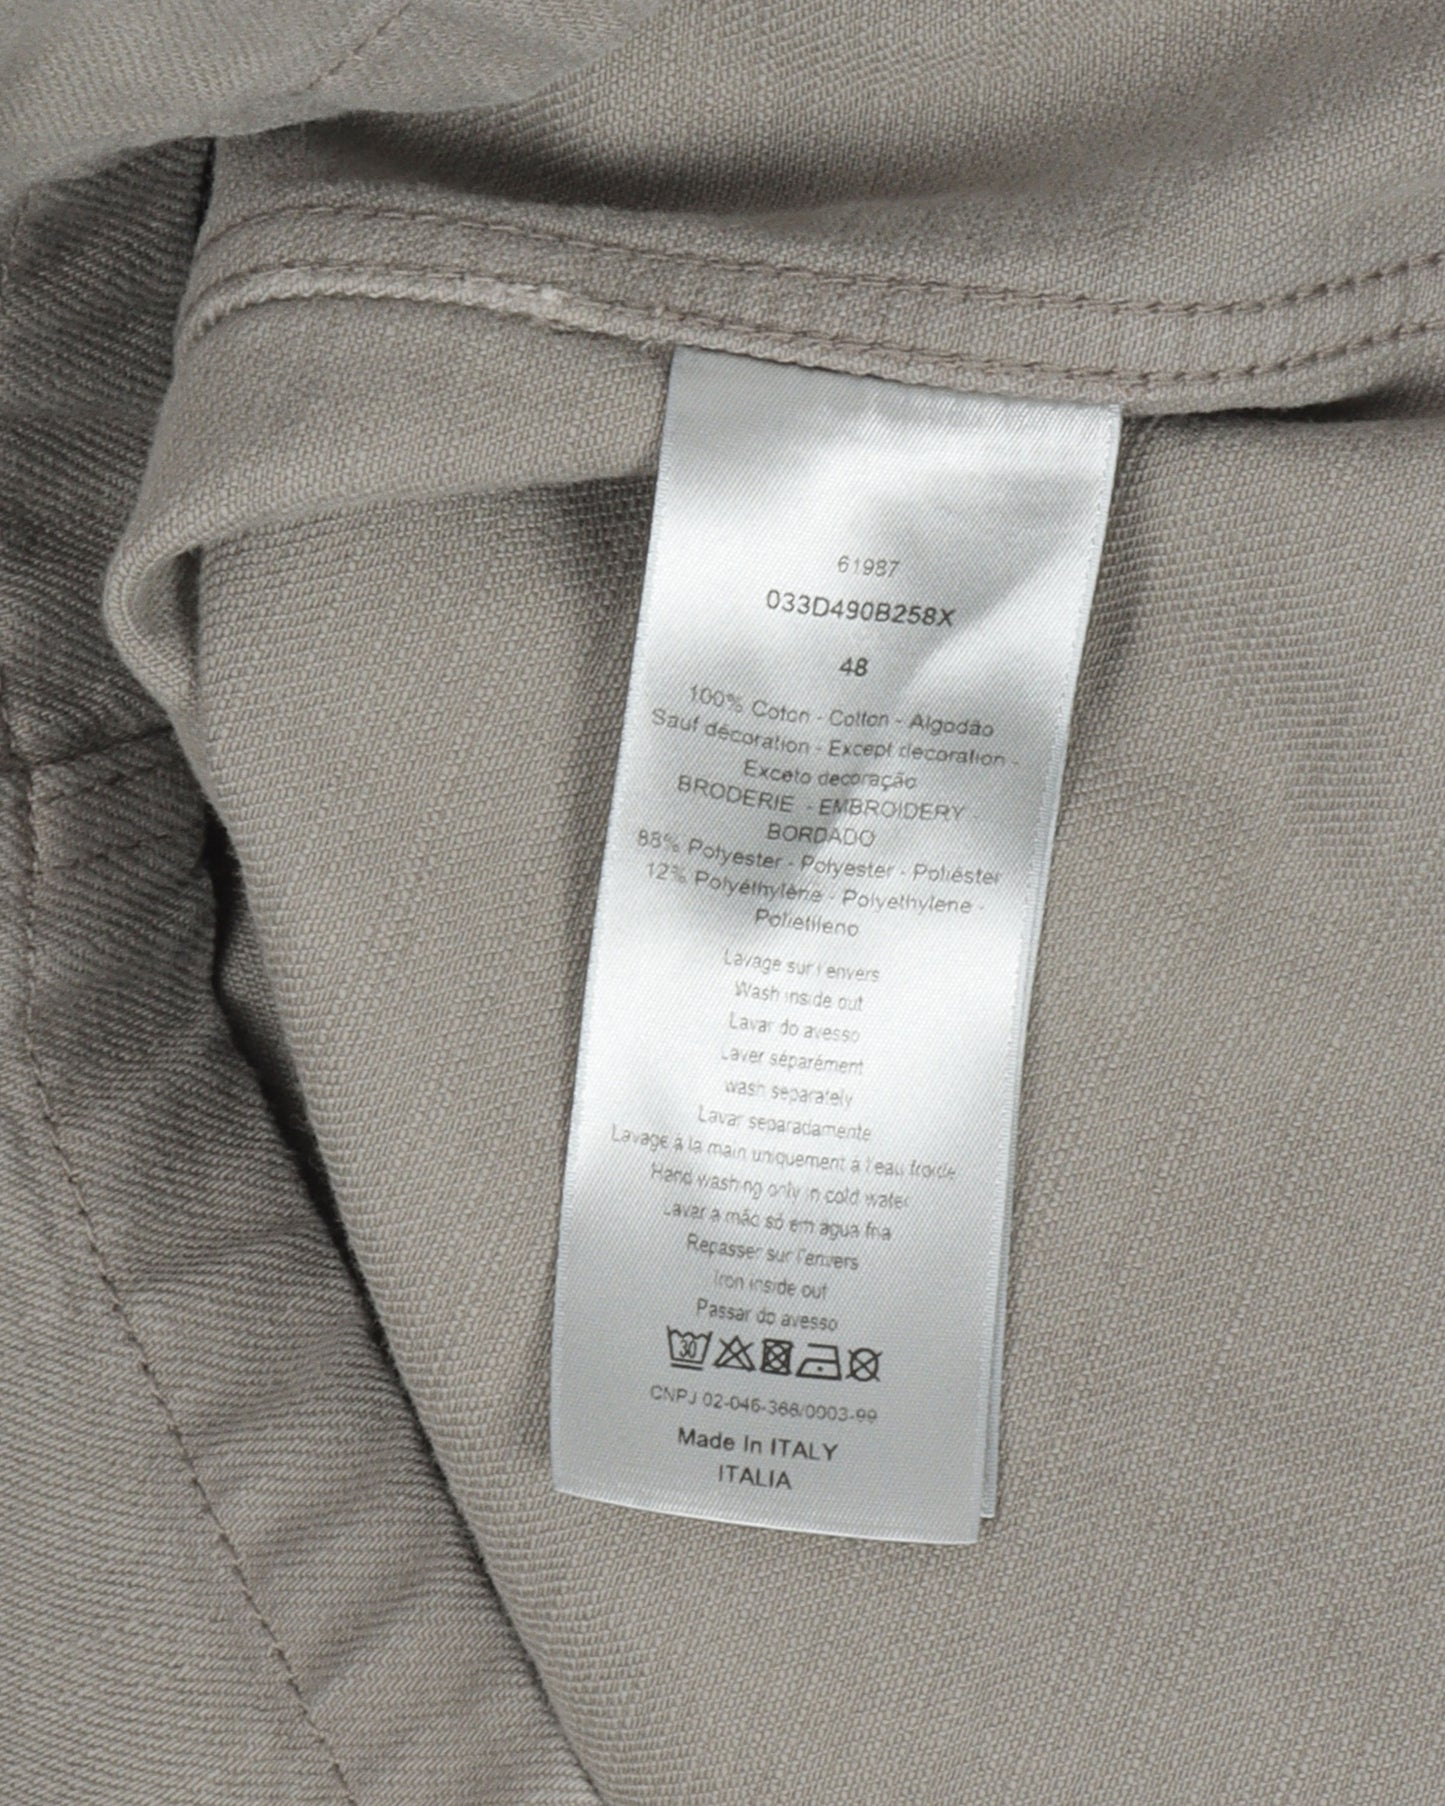 61987
033D490B258X
48
100% Coton - Cotton - Algodão
Sauf décoration - Except decoration -
Exceto decoração
BRODERIE - EMBROIDERY -
BORDADO
88% Polyester - Polyester - Poliéster
12% Polyéthylène - Polyethylene -
Polietileno
Lavage sur l'envers
Wash inside out
Lavar do avesso
Laver séparément
wash separately
Lavar separadamente
Lavage à la main uniquement à l'eau froide
Hand washing only in cold water
Lavar a mão só em agua fria
Repasser sur l'envers
Iron inside out
Passar do avesso
30
CNPJ 02-046-366/0003-99
Made In ITALY
ITALIA